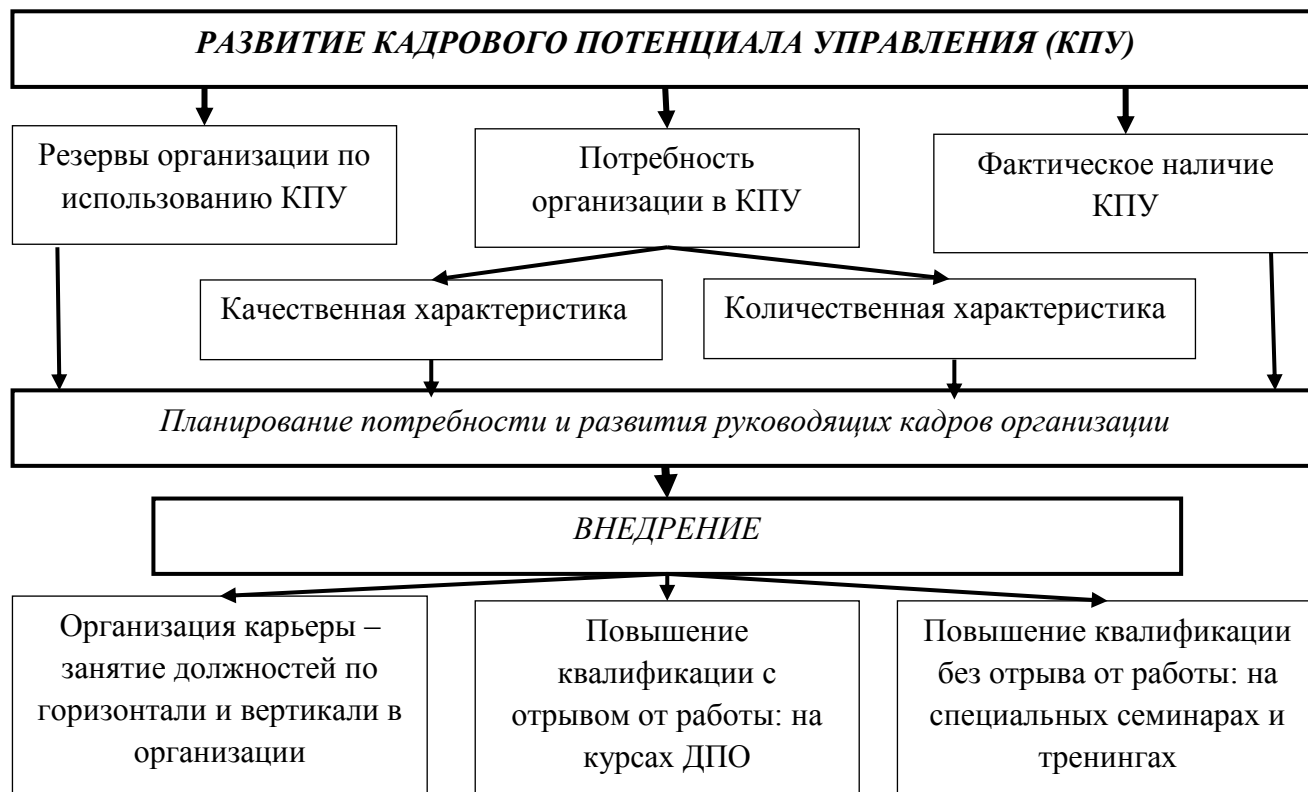 РАЗВИТИЕ КАДРОВОГО ПОТЕНЦИАЛА УПРАВЛЕНИЯ (КПУ)
Резервы организации по
использованию КПУ
Потребность
организации в КПУ
Фактическое наличие
КПУ
Качественная характеристика
Количественная характеристика
Планирование потребности и развития руководящих кадров организации
ВНЕДРЕНИЕ
Организация карьеры –
занятие должностей по
горизонтали и вертикали в
организации
Повышение
квалификации с
отрывом от работы: на
курсах ДПО
Повышение квалификации
без отрыва от работы: на
специальных семинарах и
тренингах